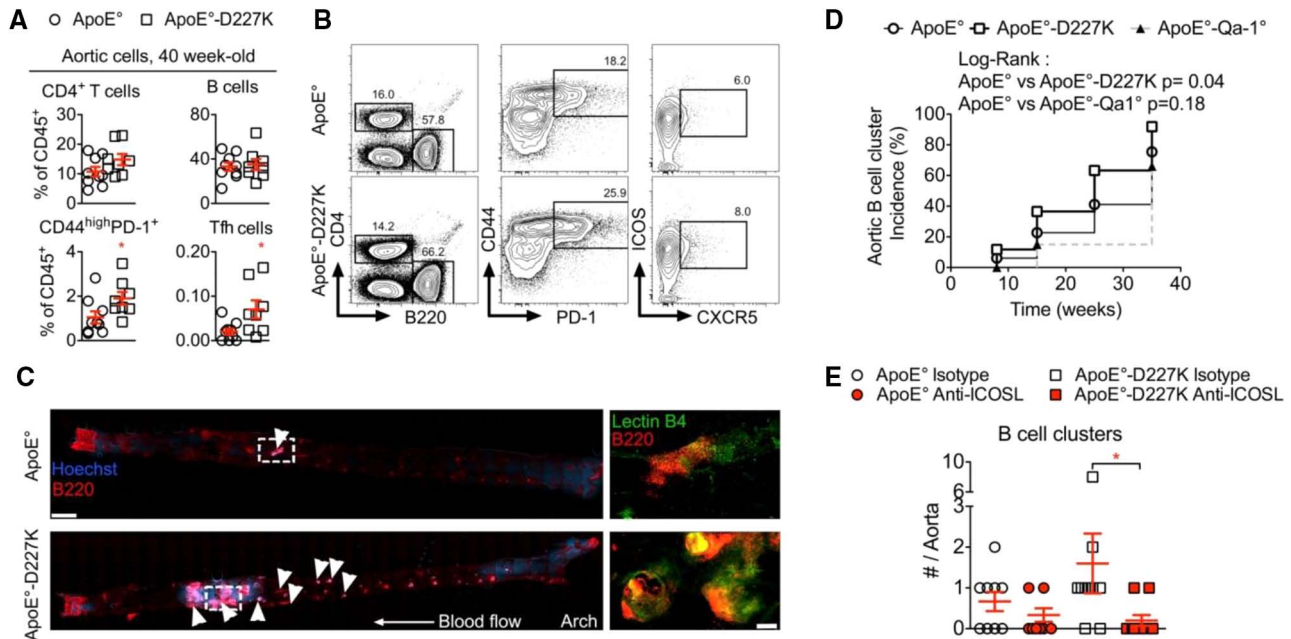 A
ApoE° ApoE°-D227K
Aortic cells, 40 week-old
CD4+ T cells
B cells
% of CD45+
30
20
10
0
80
40
0
CD44highPD-1+
Tfh cells
% of CD45+
4
2
0
*
0.10
0.05
0.00
*
B
ApoE°
ApoE°-D227K
16.0
57.8
18.2
6.0
14.2
66.2
25.9
8.0
CD4
B220
CD44
PD-1
ICOS
CXCR5
C
ApoE°
Hoechst
B220
Lectin B4
B220
ApoE°-D227K
Blood flow
Arch
D
ApoE° ApoE°-D227K ApoE°-Qa-1°
Log-Rank :
ApoE° vs ApoE°-D227K p= 0.04
ApoE° vs ApoE°-Qa1° p=0.18
Aortic B cell cluster
Incidence (%)
100
80
60
40
20
0
0 10 20 30 40
Time (weeks)
E
ApoE° Isotype ApoE°-D227K Isotype
ApoE° Anti-ICOSL ApoE°-D227K Anti-ICOSL
B cell clusters
# / Aorta
10
6
3
2
1
0
*